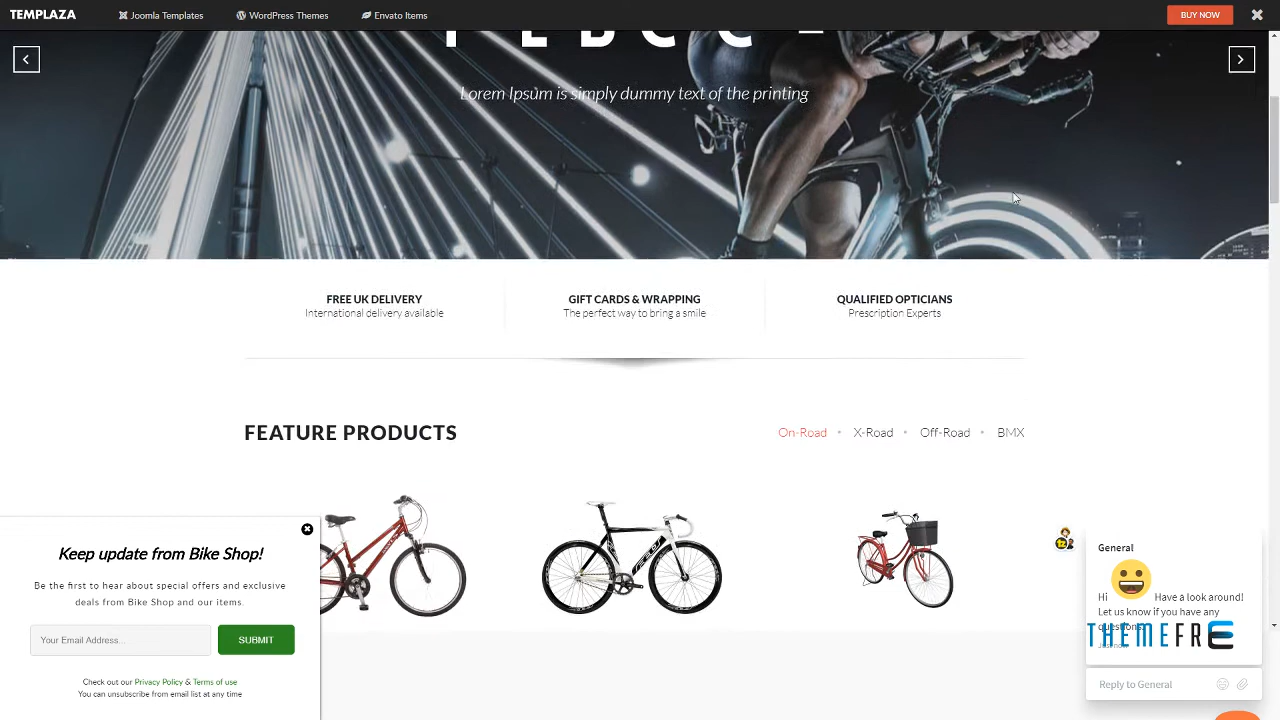 TEMPLAZA
Joomla Templates
WordPress Themes
Envato Items
BUY NOW
Lorem Ipsum is simply dummy text of the printing
FREE UK DELIVERY
International delivery available
GIFT CARDS & WRAPPING
The perfect way to bring a smile
QUALIFIED OPTICIANS
Prescription Experts
FEATURE PRODUCTS
On-Road • X-Road • Off-Road • BMX
Keep update from Bike Shop!
Be the first to hear about special offers and exclusive
deals from Bike Shop and our items.
Your Email Address...
SUBMIT
Check out our Privacy Policy & Terms of use
You can unsubscribe from email list at any time
General
Hi 😀 Have a look around!
Let us know if you have any
THEMEFRE
Reply to General